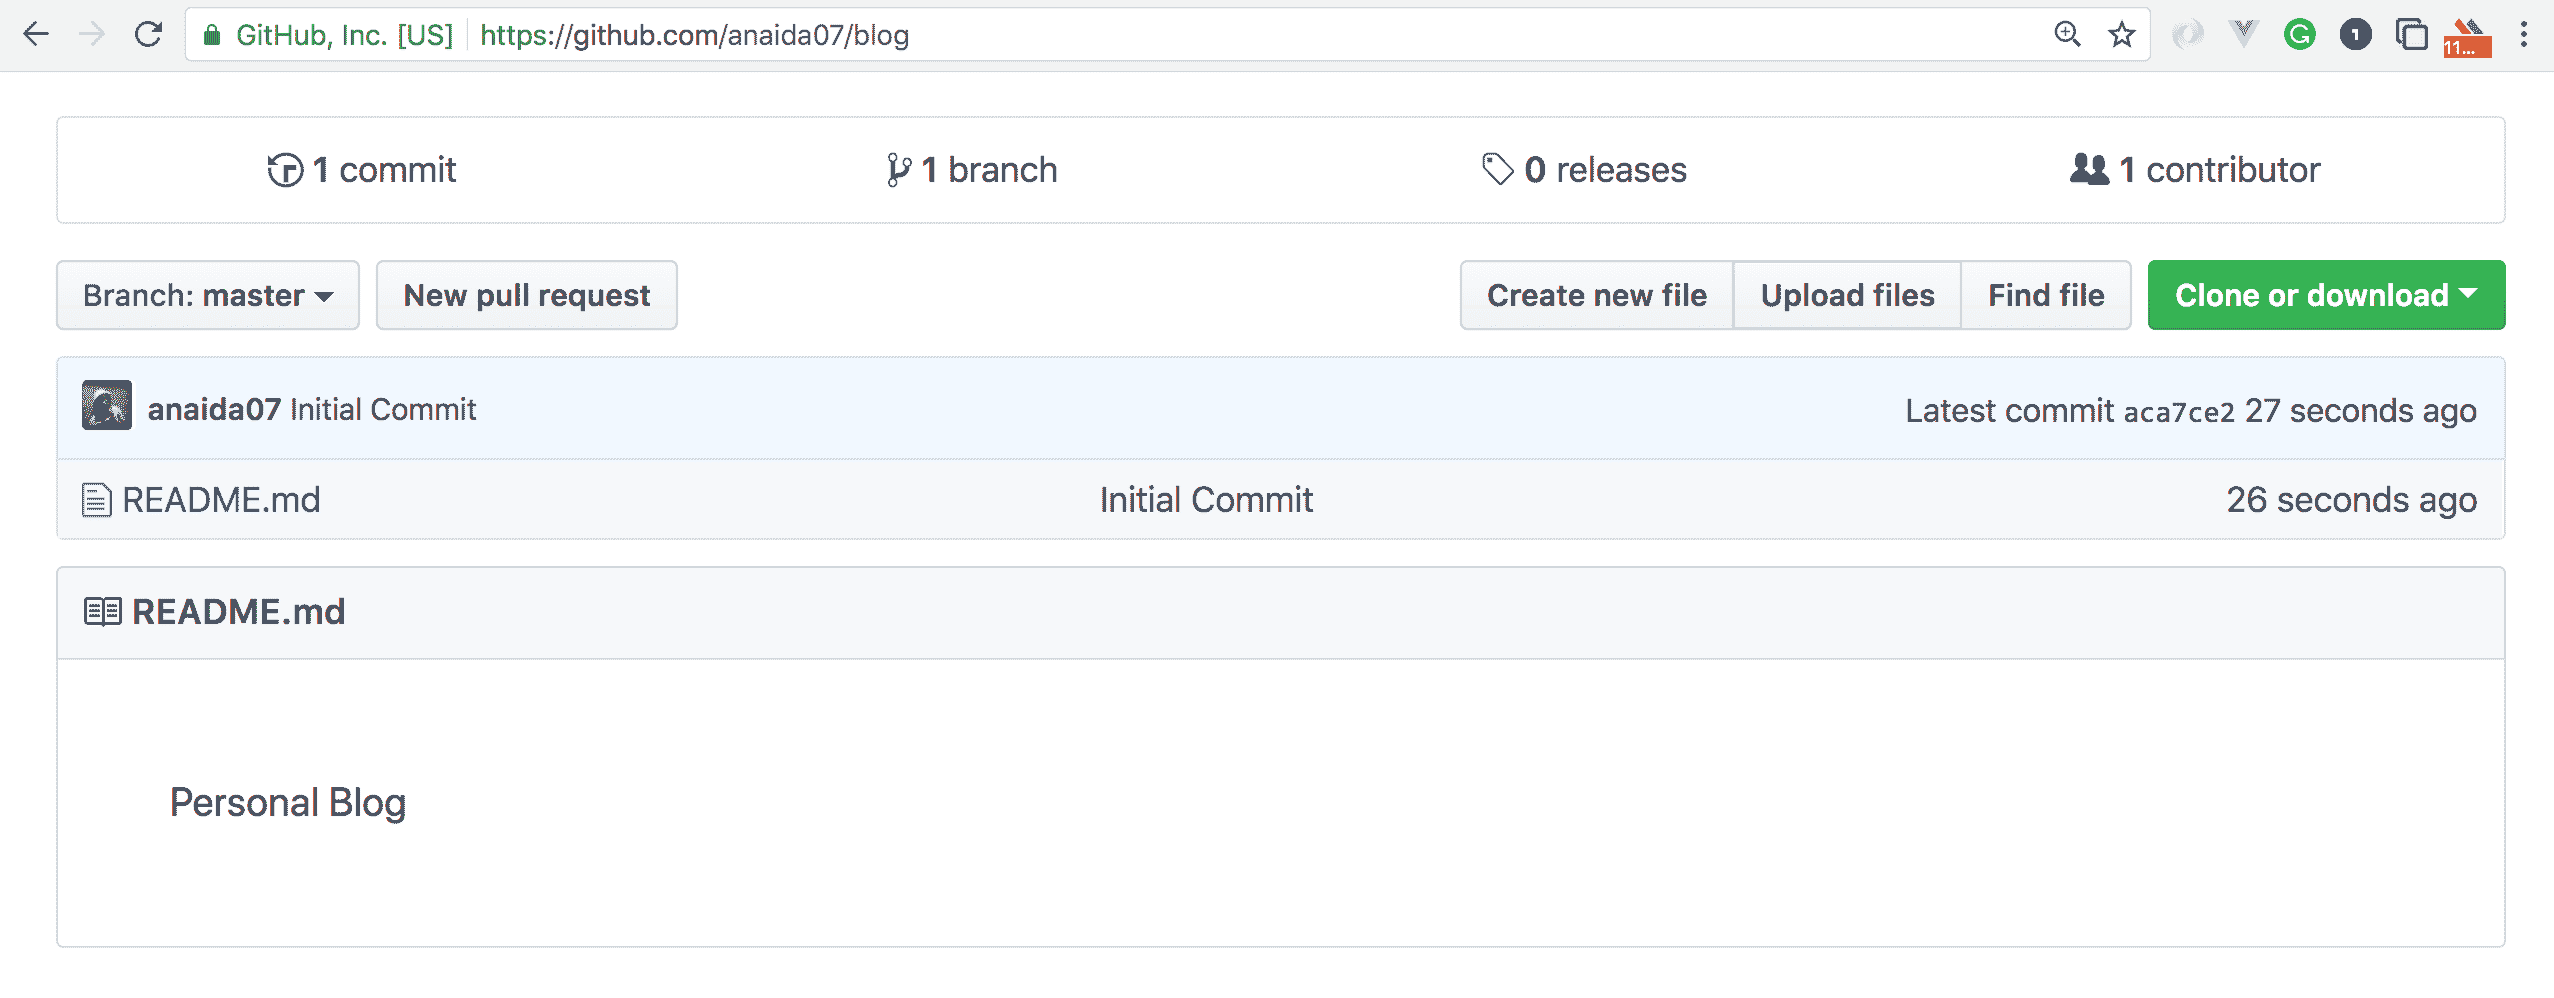 GitHub, Inc. [US] https://github.com/anaida07/blog
1
11...
1 commit 1 branch 0 releases 1 contributor
Branch: master New pull request Create new file Upload files Find file Clone or download
anaida07 Initial Commit Latest commit aca7ce2 27 seconds ago
README.md Initial Commit 26 seconds ago
README.md
Personal Blog